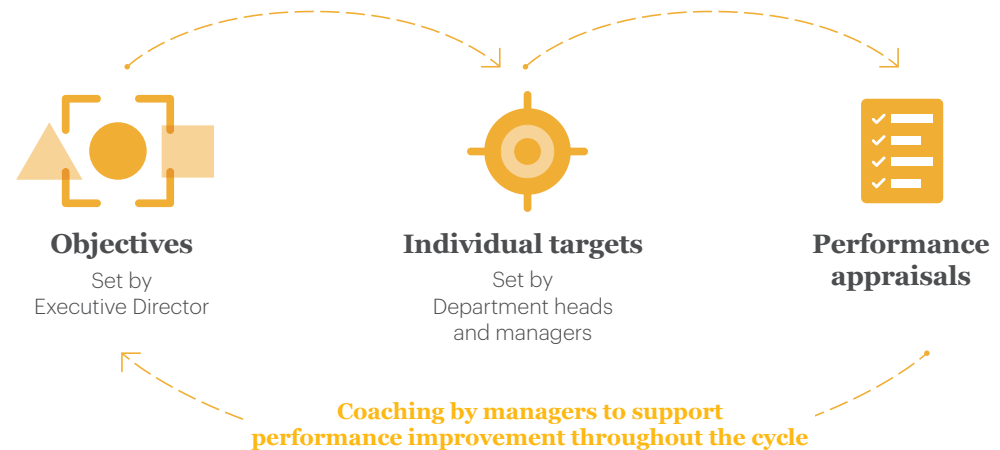 Objectives
Set by
Executive Director
Individual targets
Set by
Department heads
and managers
Performance
appraisals
Coaching by managers to support
performance improvement throughout the cycle